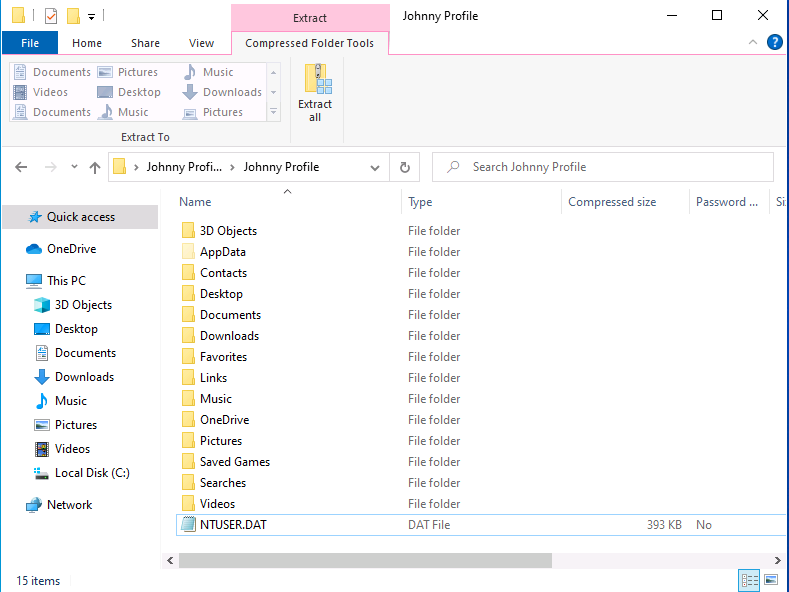 Extract
Johnny Profile
File Home Share View Compressed Folder Tools
Documents Pictures Music
Videos Desktop Downloads
Documents Music Pictures
Extract all
Extract To
Johnny Profi... Johnny Profile
Search Johnny Profile
Name Type Compressed size Password ... Si
Quick access
OneDrive
This PC
3D Objects
Desktop
Documents
Downloads
Music
Pictures
Videos
Local Disk (C:)
Network
3D Objects File folder
AppData File folder
Contacts File folder
Desktop File folder
Documents File folder
Downloads File folder
Favorites File folder
Links File folder
Music File folder
OneDrive File folder
Pictures File folder
Saved Games File folder
Searches File folder
Videos File folder
NTUSER.DAT DAT File 393 KB No
15 items